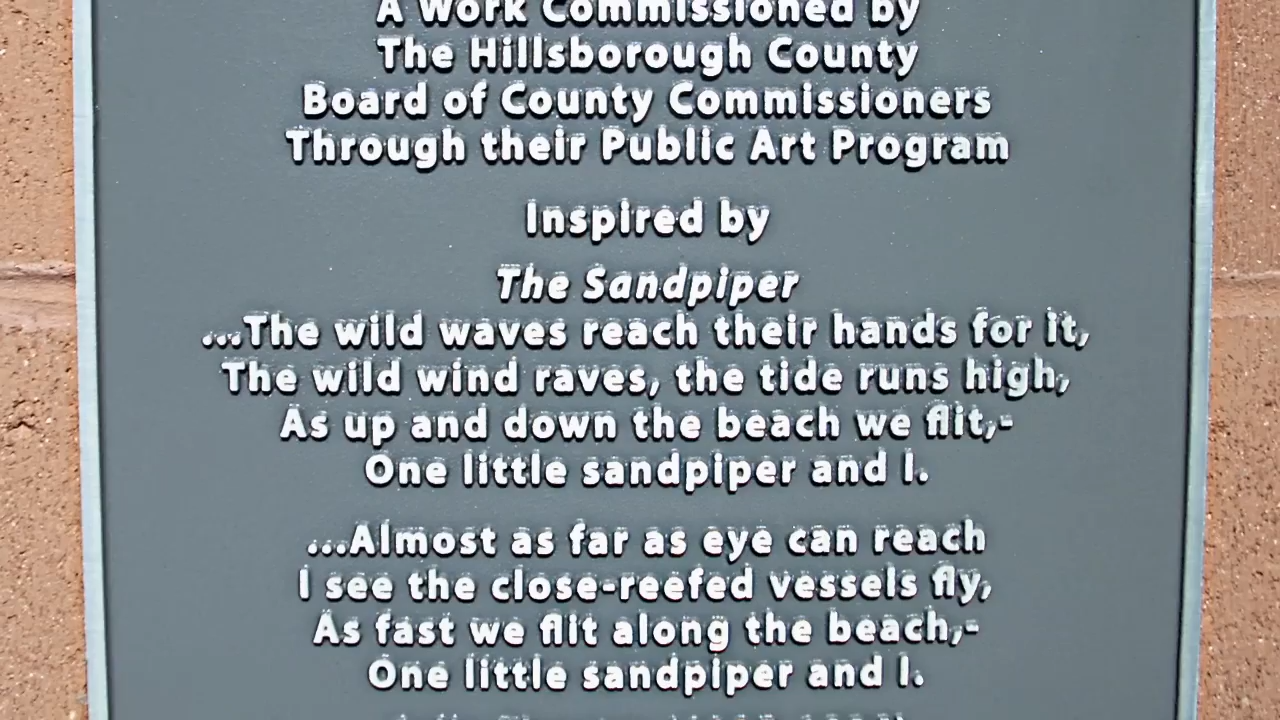 A Work Commissioned by
The Hillsborough County
Board of County Commissioners
Through their Public Art Program
Inspired by
The Sandpiper
...The wild waves reach their hands for it,
The wild wind raves, the tide runs high,
As up and down the beach we flit,-
One little sandpiper and I.
...Almost as far as eye can reach
I see the close-reefed vessels fly,
As fast we flit along the beach,-
One little sandpiper and I.